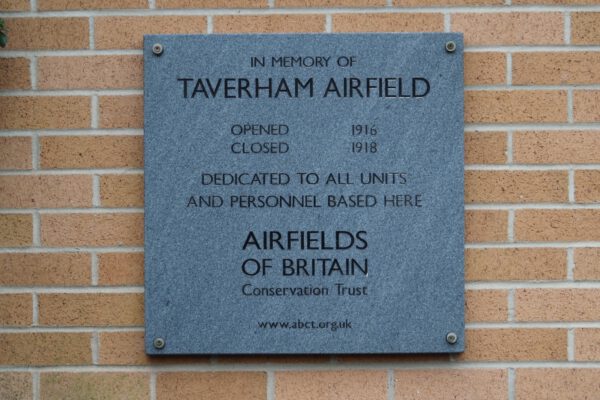 IN MEMORY OF
TAVERHAM AIRFIELD
OPENED 1916
CLOSED 1918
DEDICATED TO ALL UNITS
AND PERSONNEL BASED HERE
AIRFIELDS
OF BRITAIN
Conservation Trust
www.abct.org.uk